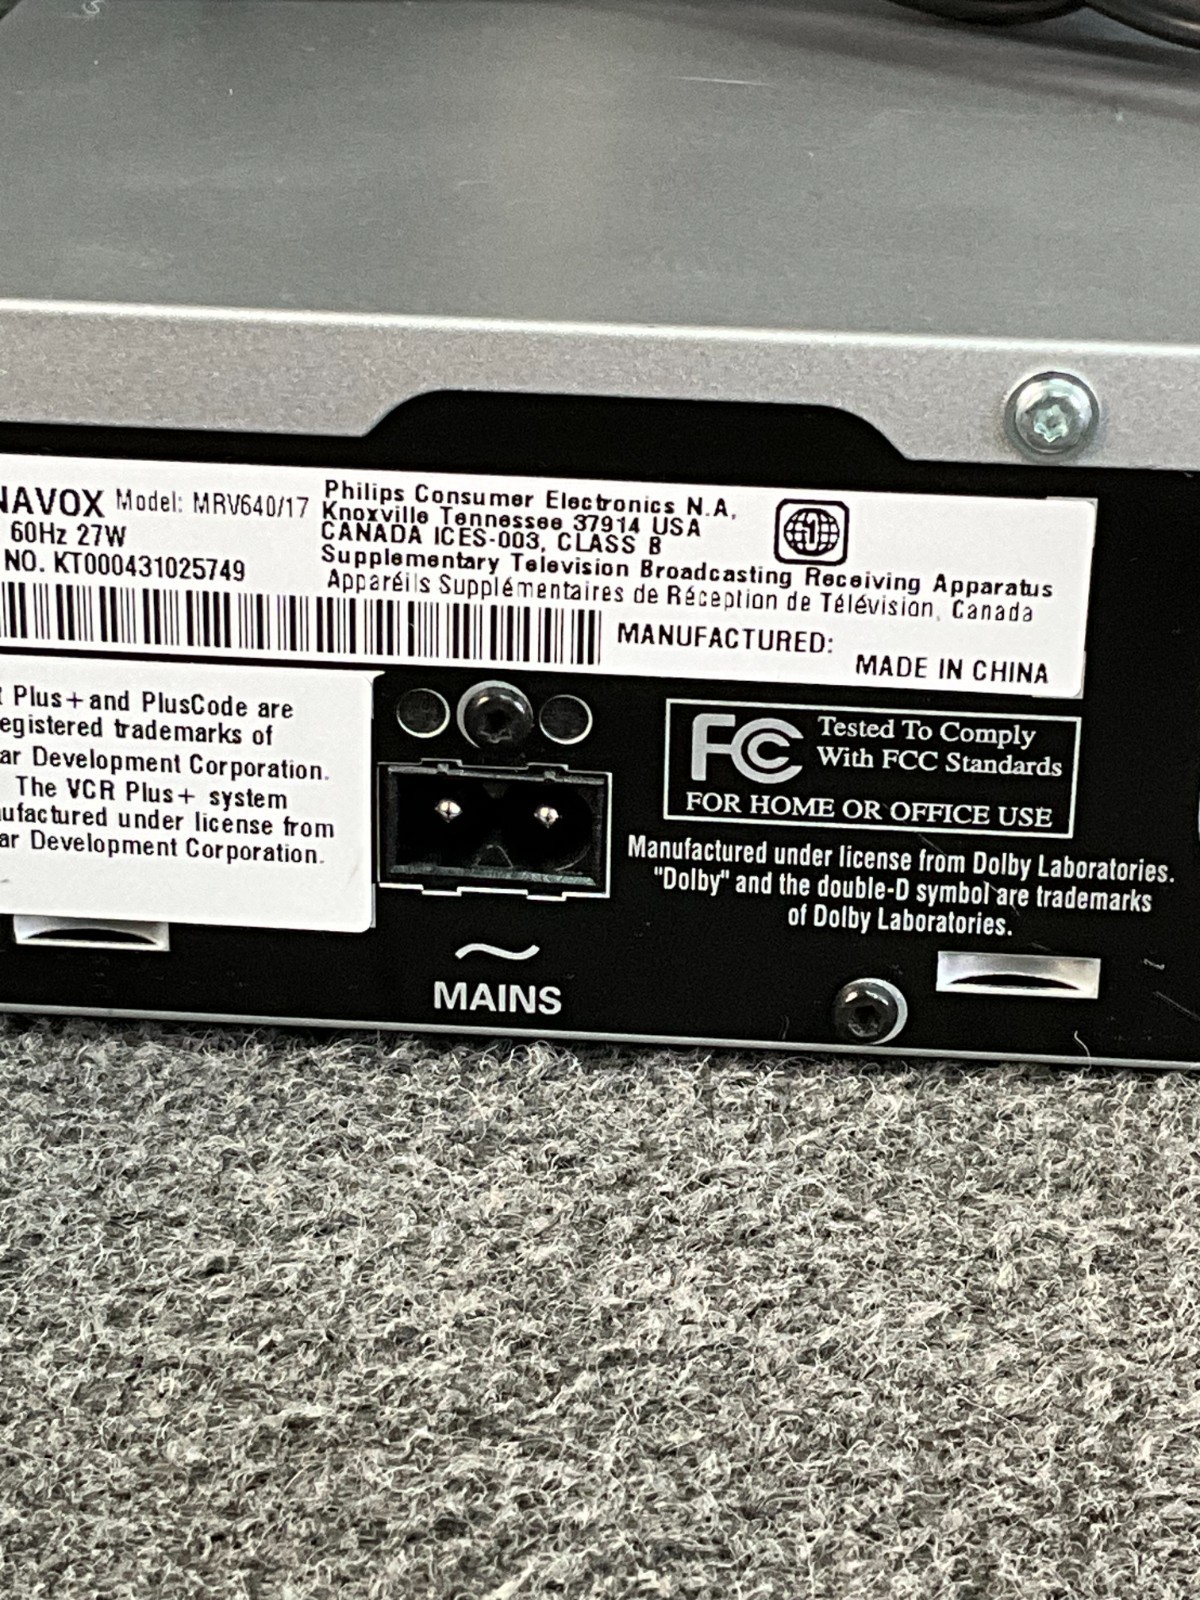 NAVOX Model: MRV640/17
60Hz 27W
NO. KT000431025749
Philips Consumer Electronics N.A,
Knoxville Tennessee 37914 USA
CANADA ICES-003, CLASS B
Supplementary Television Broadcasting Receiving Apparatus
Apparéils Supplémentaires de Réception de Télévision, Canada
1
MANUFACTURED:
MADE IN CHINA
t Plus+ and PlusCode are
egistered trademarks of
ar Development Corporation.
The VCR Plus+ system
ufactured under license from
ar Development Corporation.
FC Tested To Comply
With FCC Standards
FOR HOME OR OFFICE USE
Manufactured under license from Dolby Laboratories.
"Dolby" and the double-D symbol are trademarks
of Dolby Laboratories.
~
MAINS